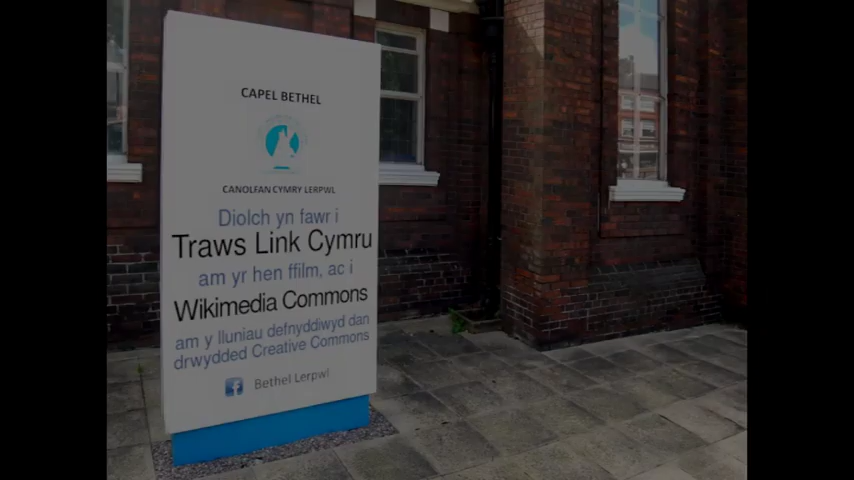 CAPEL BETHEL
CANOLFAN CYMRY LERPWL
Diolch yn fawr i
Traws Link Cymru
am yr hen ffilm, ac i
Wikimedia Commons
am y lluniau defnyddiwyd dan
drwydded Creative Commons
f Bethel Lerpwl